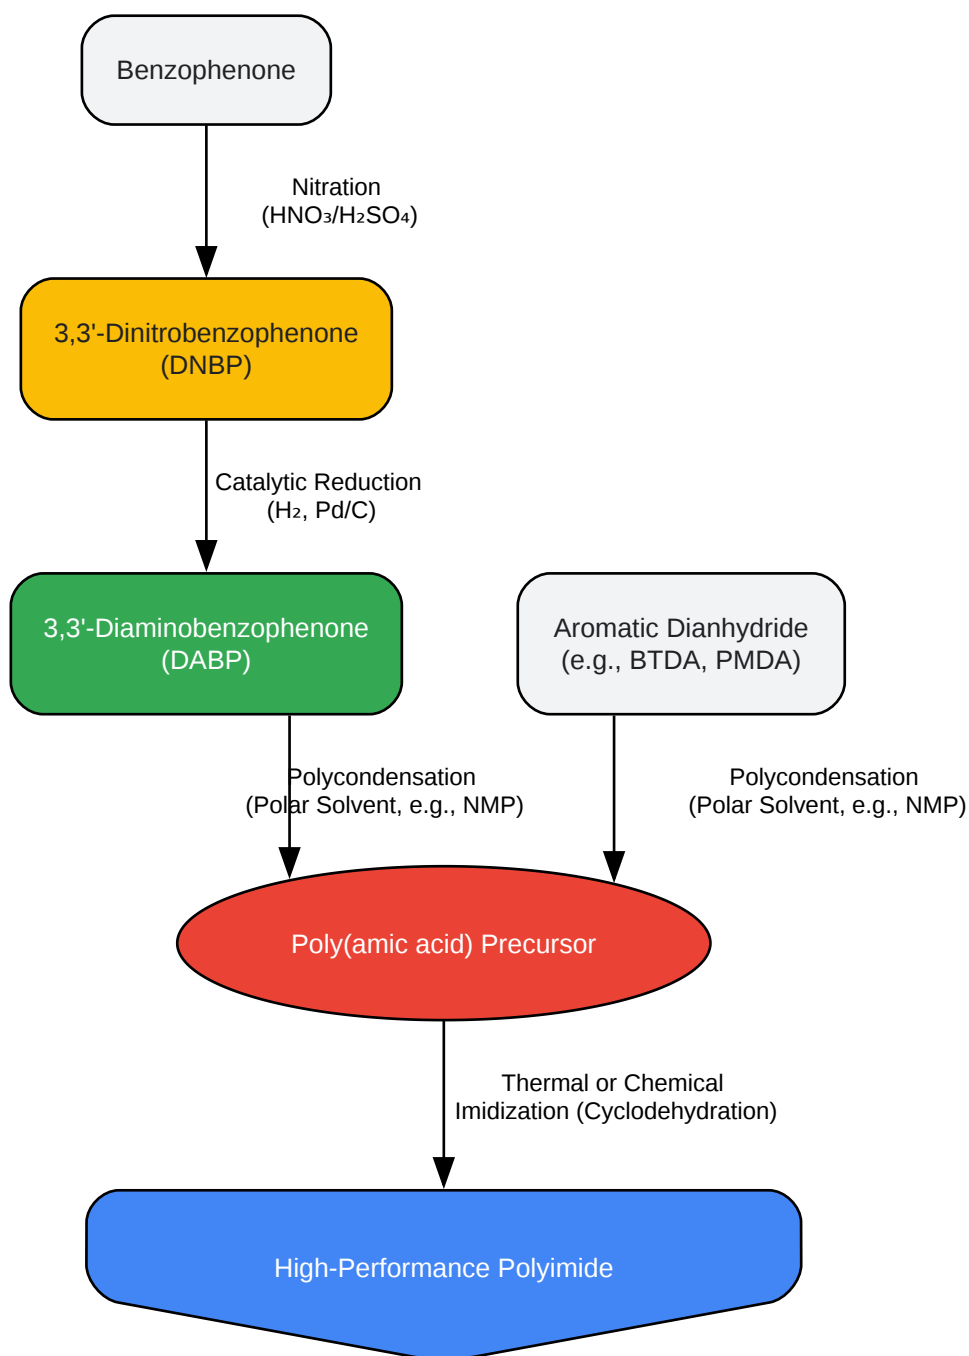 Benzophenone
Nitration
(HNO₃/H₂SO₄)
3,3'-Dinitrobenzophenone
(DNBP)
Catalytic Reduction
(H₂, Pd/C)
3,3'-Diaminobenzophenone
(DABP)
Aromatic Dianhydride
(e.g., BTDA, PMDA)
Polycondensation
(Polar Solvent, e.g., NMP)
Polycondensation
(Polar Solvent, e.g., NMP)
Poly(amic acid) Precursor
Thermal or Chemical
Imidization (Cyclodehydration)
High-Performance Polyimide